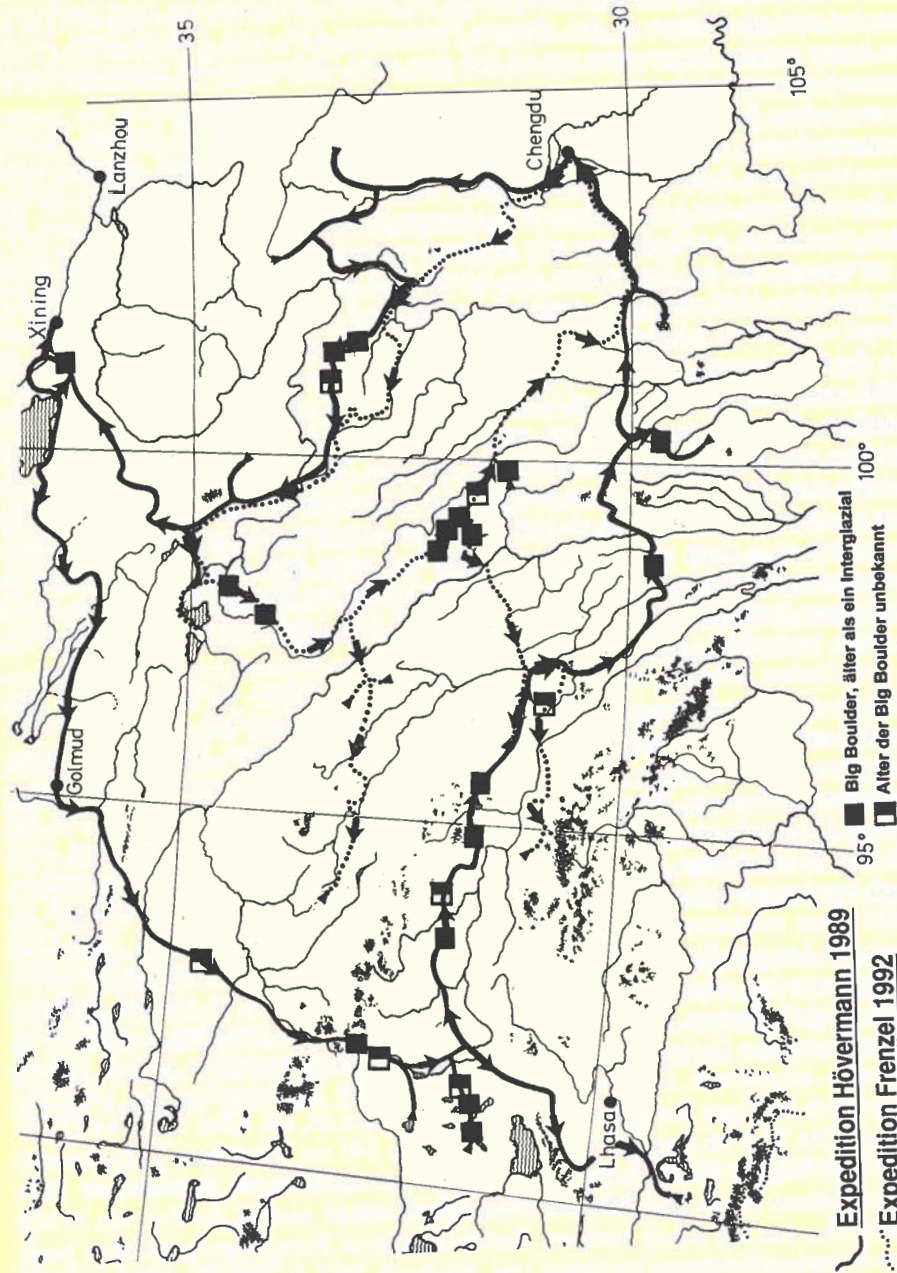 35
30
Lanzhou
Xining
105°
Chengdu
100°
Golmud
95°
Lhasa
■ Big Boulder, älter als ein Interglazial
Alter der Big Boulder unbekannt
Expedition Hövermann 1989
Expedition Frenzel 1992